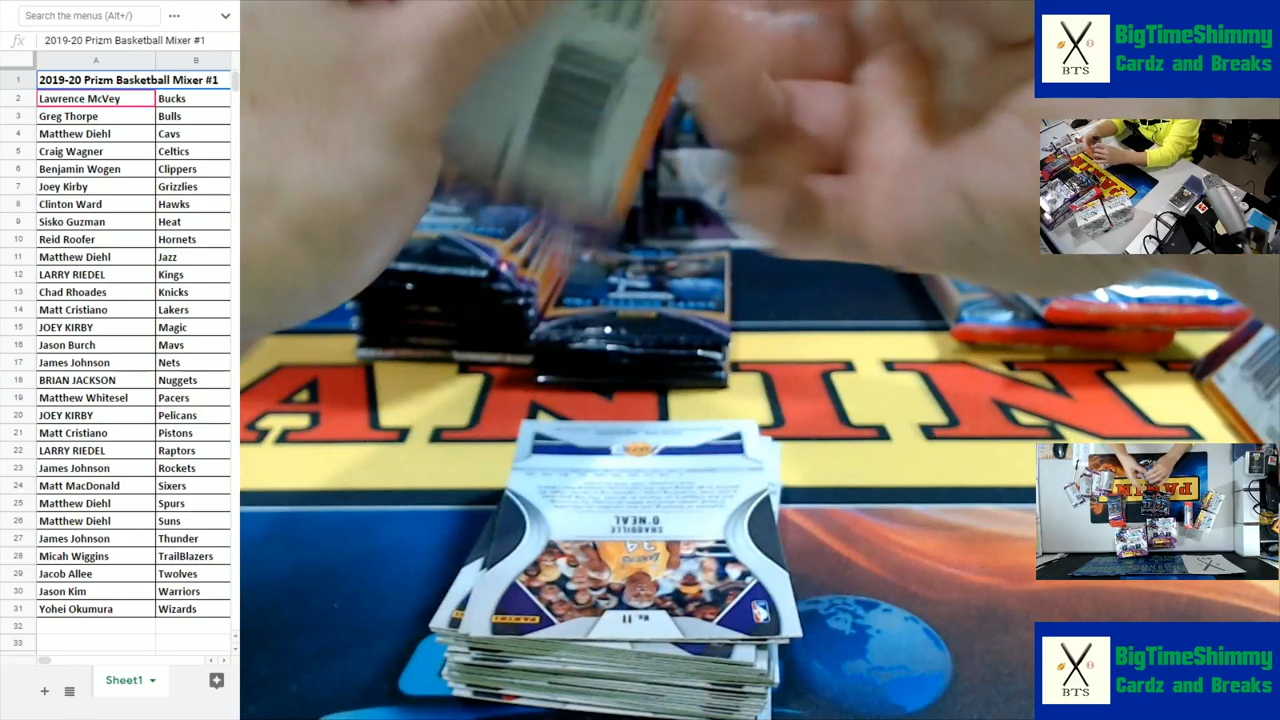 Search the menus (Alt+/)
fx 2019-20 Prizm Basketball Mixer #1
A B
1 2019-20 Prizm Basketball Mixer #1
2 Lawrence McVey Bucks
3 Greg Thorpe Bulls
4 Matthew Diehl Cavs
5 Craig Wagner Celtics
6 Benjamin Wogen Clippers
7 Joey Kirby Grizzlies
8 Clinton Ward Hawks
9 Sisko Guzman Heat
10 Reid Roofer Hornets
11 Matthew Diehl Jazz
12 LARRY RIEDEL Kings
13 Chad Rhoades Knicks
14 Matt Cristiano Lakers
15 JOEY KIRBY Magic
16 Jason Burch Mavs
17 James Johnson Nets
18 BRIAN JACKSON Nuggets
19 Matthew Whitesel Pacers
20 JOEY KIRBY Pelicans
21 Matt Cristiano Pistons
22 LARRY RIEDEL Raptors
23 James Johnson Rockets
24 Matt MacDonald Sixers
25 Matthew Diehl Spurs
26 Matthew Diehl Suns
27 James Johnson Thunder
28 Micah Wiggins TrailBlazers
29 Jacob Allee Twolves
30 Jason Kim Warriors
31 Yohei Okumura Wizards
32
33
Sheet1
ANINI
SHAQUILLE
O'NEAL
34
No. 11
PANINI
BTS
BigTimeShimmy
Cardz and Breaks
PANINI
PANINI
BTS
BigTimeShimmy
Cardz and Breaks